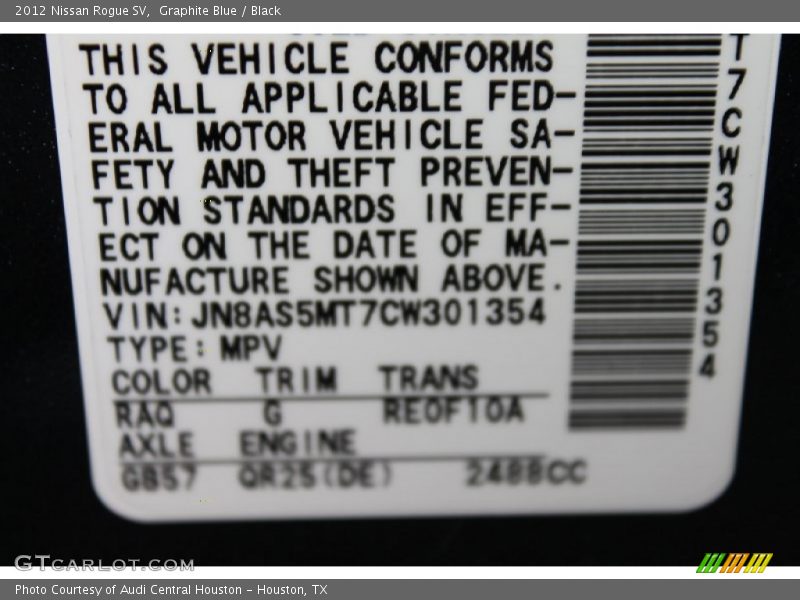 2012 Nissan Rogue SV, Graphite Blue / Black
THIS VEHICLE CONFORMS
TO ALL APPLICABLE FED-
ERAL MOTOR VEHICLE SA-
FETY AND THEFT PREVEN-
TION STANDARDS IN EFF-
ECT ON THE DATE OF MA-
NUFACTURE SHOWN ABOVE.
VIN:JN8AS5MT7CW301354
TYPE: MPV
COLOR TRIM TRANS
RAQ G RE0F10A
AXLE ENGINE
GB57 QR25(DE) 2488CC
T7CW301354
GTCARLOT.COM
Photo Courtesy of Audi Central Houston - Houston, TX